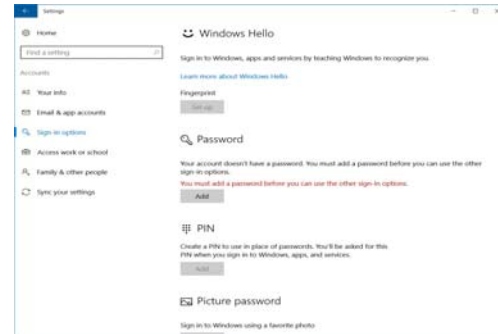 Settings
Home
Find a setting
Accounts
Your info
Email & app accounts
Sign-in options
Access work or school
Family & other people
Sync your settings
Windows Hello
Sign in to Windows, apps and services by teaching Windows to recognize you.
Learn more about Windows Hello
Fingerprint
Set up
Password
Your account doesn't have a password. You must add a password before you can use the other
sign-in options.
You must add a password before you can use the other sign-in options.
Add
PIN
Create a PIN to use in place of passwords. You'll be asked for this
PIN when you sign in to Windows, apps, and services.
Add
Picture password
Sign in to Windows using a favorite photo